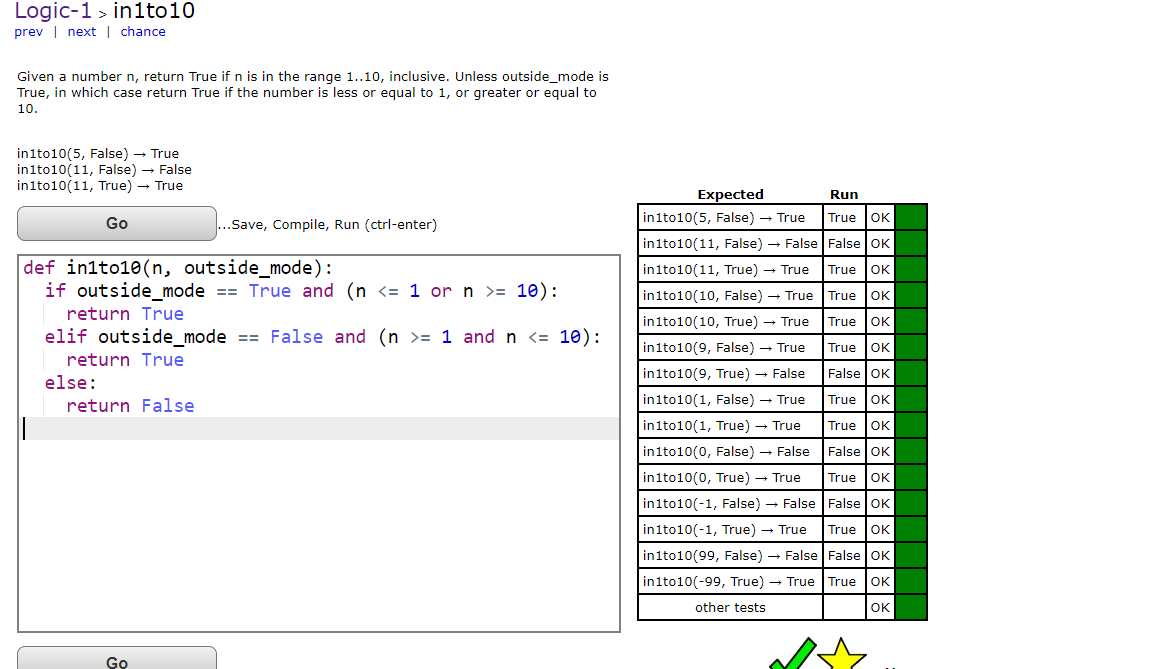 Logic-1 > in1to10
prev | next | chance
Given a number n, return True if n is in the range 1..10, inclusive. Unless outside_mode is
True, in which case return True if the number is less or equal to 1, or greater or equal to
10.
in1to10(5, False) → True
in1to10(11, False) → False
in1to10(11, True) → True
Go
...Save, Compile, Run (ctrl-enter)
def in1to10(n, outside_mode):
  if outside_mode == True and (n <= 1 or n >= 10):
    return True
  elif outside_mode == False and (n >= 1 and n <= 10):
    return True
  else:
    return False
Go
Expected Run
in1to10(5, False) → True True OK
in1to10(11, False) → False False OK
in1to10(11, True) → True True OK
in1to10(10, False) → True True OK
in1to10(10, True) → True True OK
in1to10(9, False) → True True OK
in1to10(9, True) → False False OK
in1to10(1, False) → True True OK
in1to10(1, True) → True True OK
in1to10(0, False) → False False OK
in1to10(0, True) → True True OK
in1to10(-1, False) → False False OK
in1to10(-1, True) → True True OK
in1to10(99, False) → False False OK
in1to10(-99, True) → True True OK
other tests OK